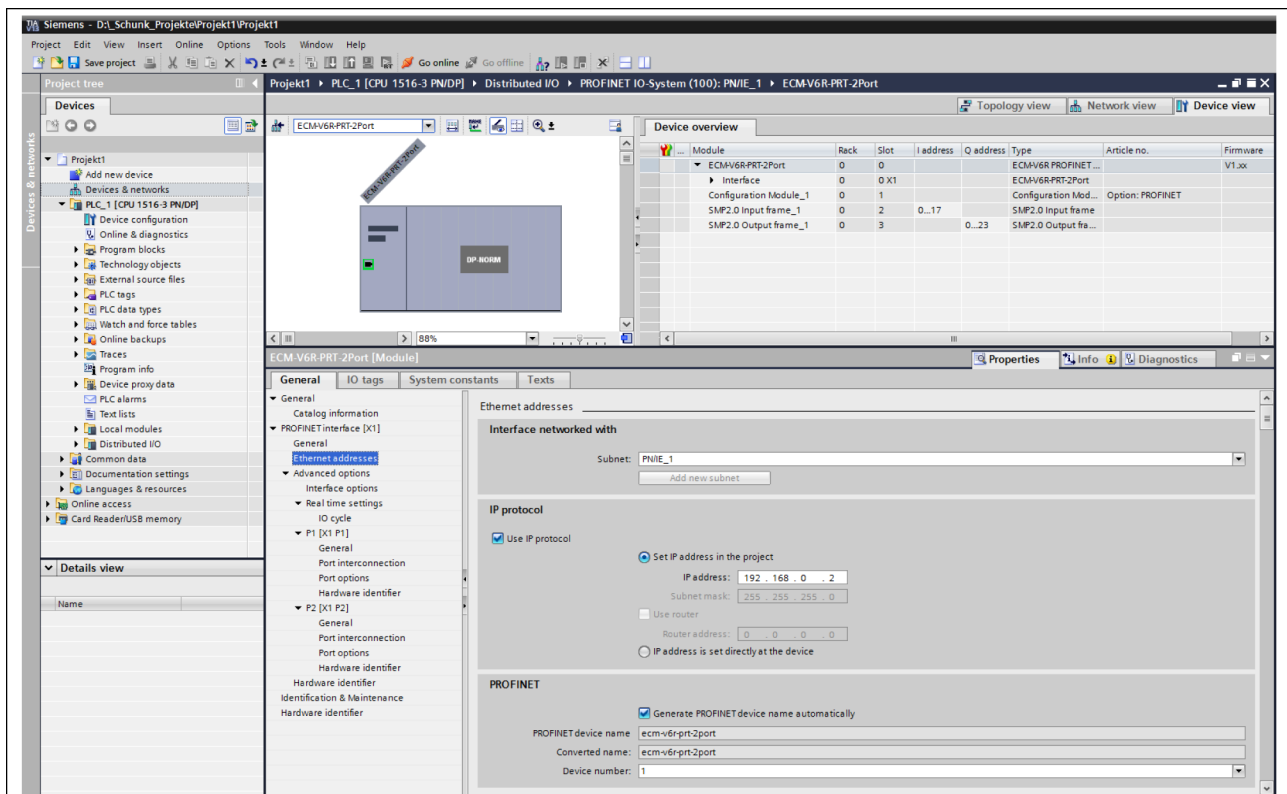 Siemens - D:\_Schunk_Projekte\Projekt1\Projekt1
Project Edit View Insert Online Options Tools Window Help
Save project Go online Go offline
Project tree
Projekt1 PLC_1 [CPU 1516-3 PN/DP] Distributed I/O PROFINET IO-System (100): PN/IE_1 ECM-V6R-PRT-2Port
Devices
Topology view Network view Device view
Devices & networks
Projekt1
Add new device
Devices & networks
PLC_1 [CPU 1516-3 PN/DP]
Device configuration
Online & diagnostics
Program blocks
Technology objects
External source files
PLC tags
PLC data types
Watch and force tables
Online backups
Traces
Program info
Device proxy data
PLC alarms
Text lists
Local modules
Distributed I/O
Common data
Documentation settings
Languages & resources
Online access
Card Reader/USB memory
Details view
Name
ECM-V6R-PRT-2Port
ECM-V6R-PRT-2Port
DP-NORM
88%
Device overview
... Module Rack Slot I address Q address Type Article no. Firmware
ECM-V6R-PRT-2Port 0 0 ECM-V6R PROFINET ... V1.xx
Interface 0 0 X1 ECM-V6R-PRT-2Port
Configuration Module_1 0 1 Configuration Mod... Option: PROFINET
SMP2.0 Input frame_1 0 2 0...17 SMP2.0 Input frame
SMP2.0 Output frame_1 0 3 0...23 SMP2.0 Output fra...
ECM-V6R-PRT-2Port [Module]
Properties Info Diagnostics
General IO tags System constants Texts
General
Catalog information
PROFINET interface [X1]
General
Ethernet addresses
Advanced options
Interface options
Real time settings
IO cycle
P1 [X1 P1]
General
Port interconnection
Port options
Hardware identifier
P2 [X1 P2]
General
Port interconnection
Port options
Hardware identifier
Hardware identifier
Identification & Maintenance
Hardware identifier
Ethernet addresses
Interface networked with
Subnet: PN/IE_1
Add new subnet
IP protocol
Use IP protocol
Set IP address in the project
IP address: 192 . 168 . 0 . 2
Subnet mask: 255 . 255 . 255 . 0
Use router
Router address: 0 . 0 . 0 . 0
IP address is set directly at the device
PROFINET
Generate PROFINET device name automatically
PROFINET device name ecm-v6r-prt-2port
Converted name: ecm-v6r-prt-2port
Device number: 1